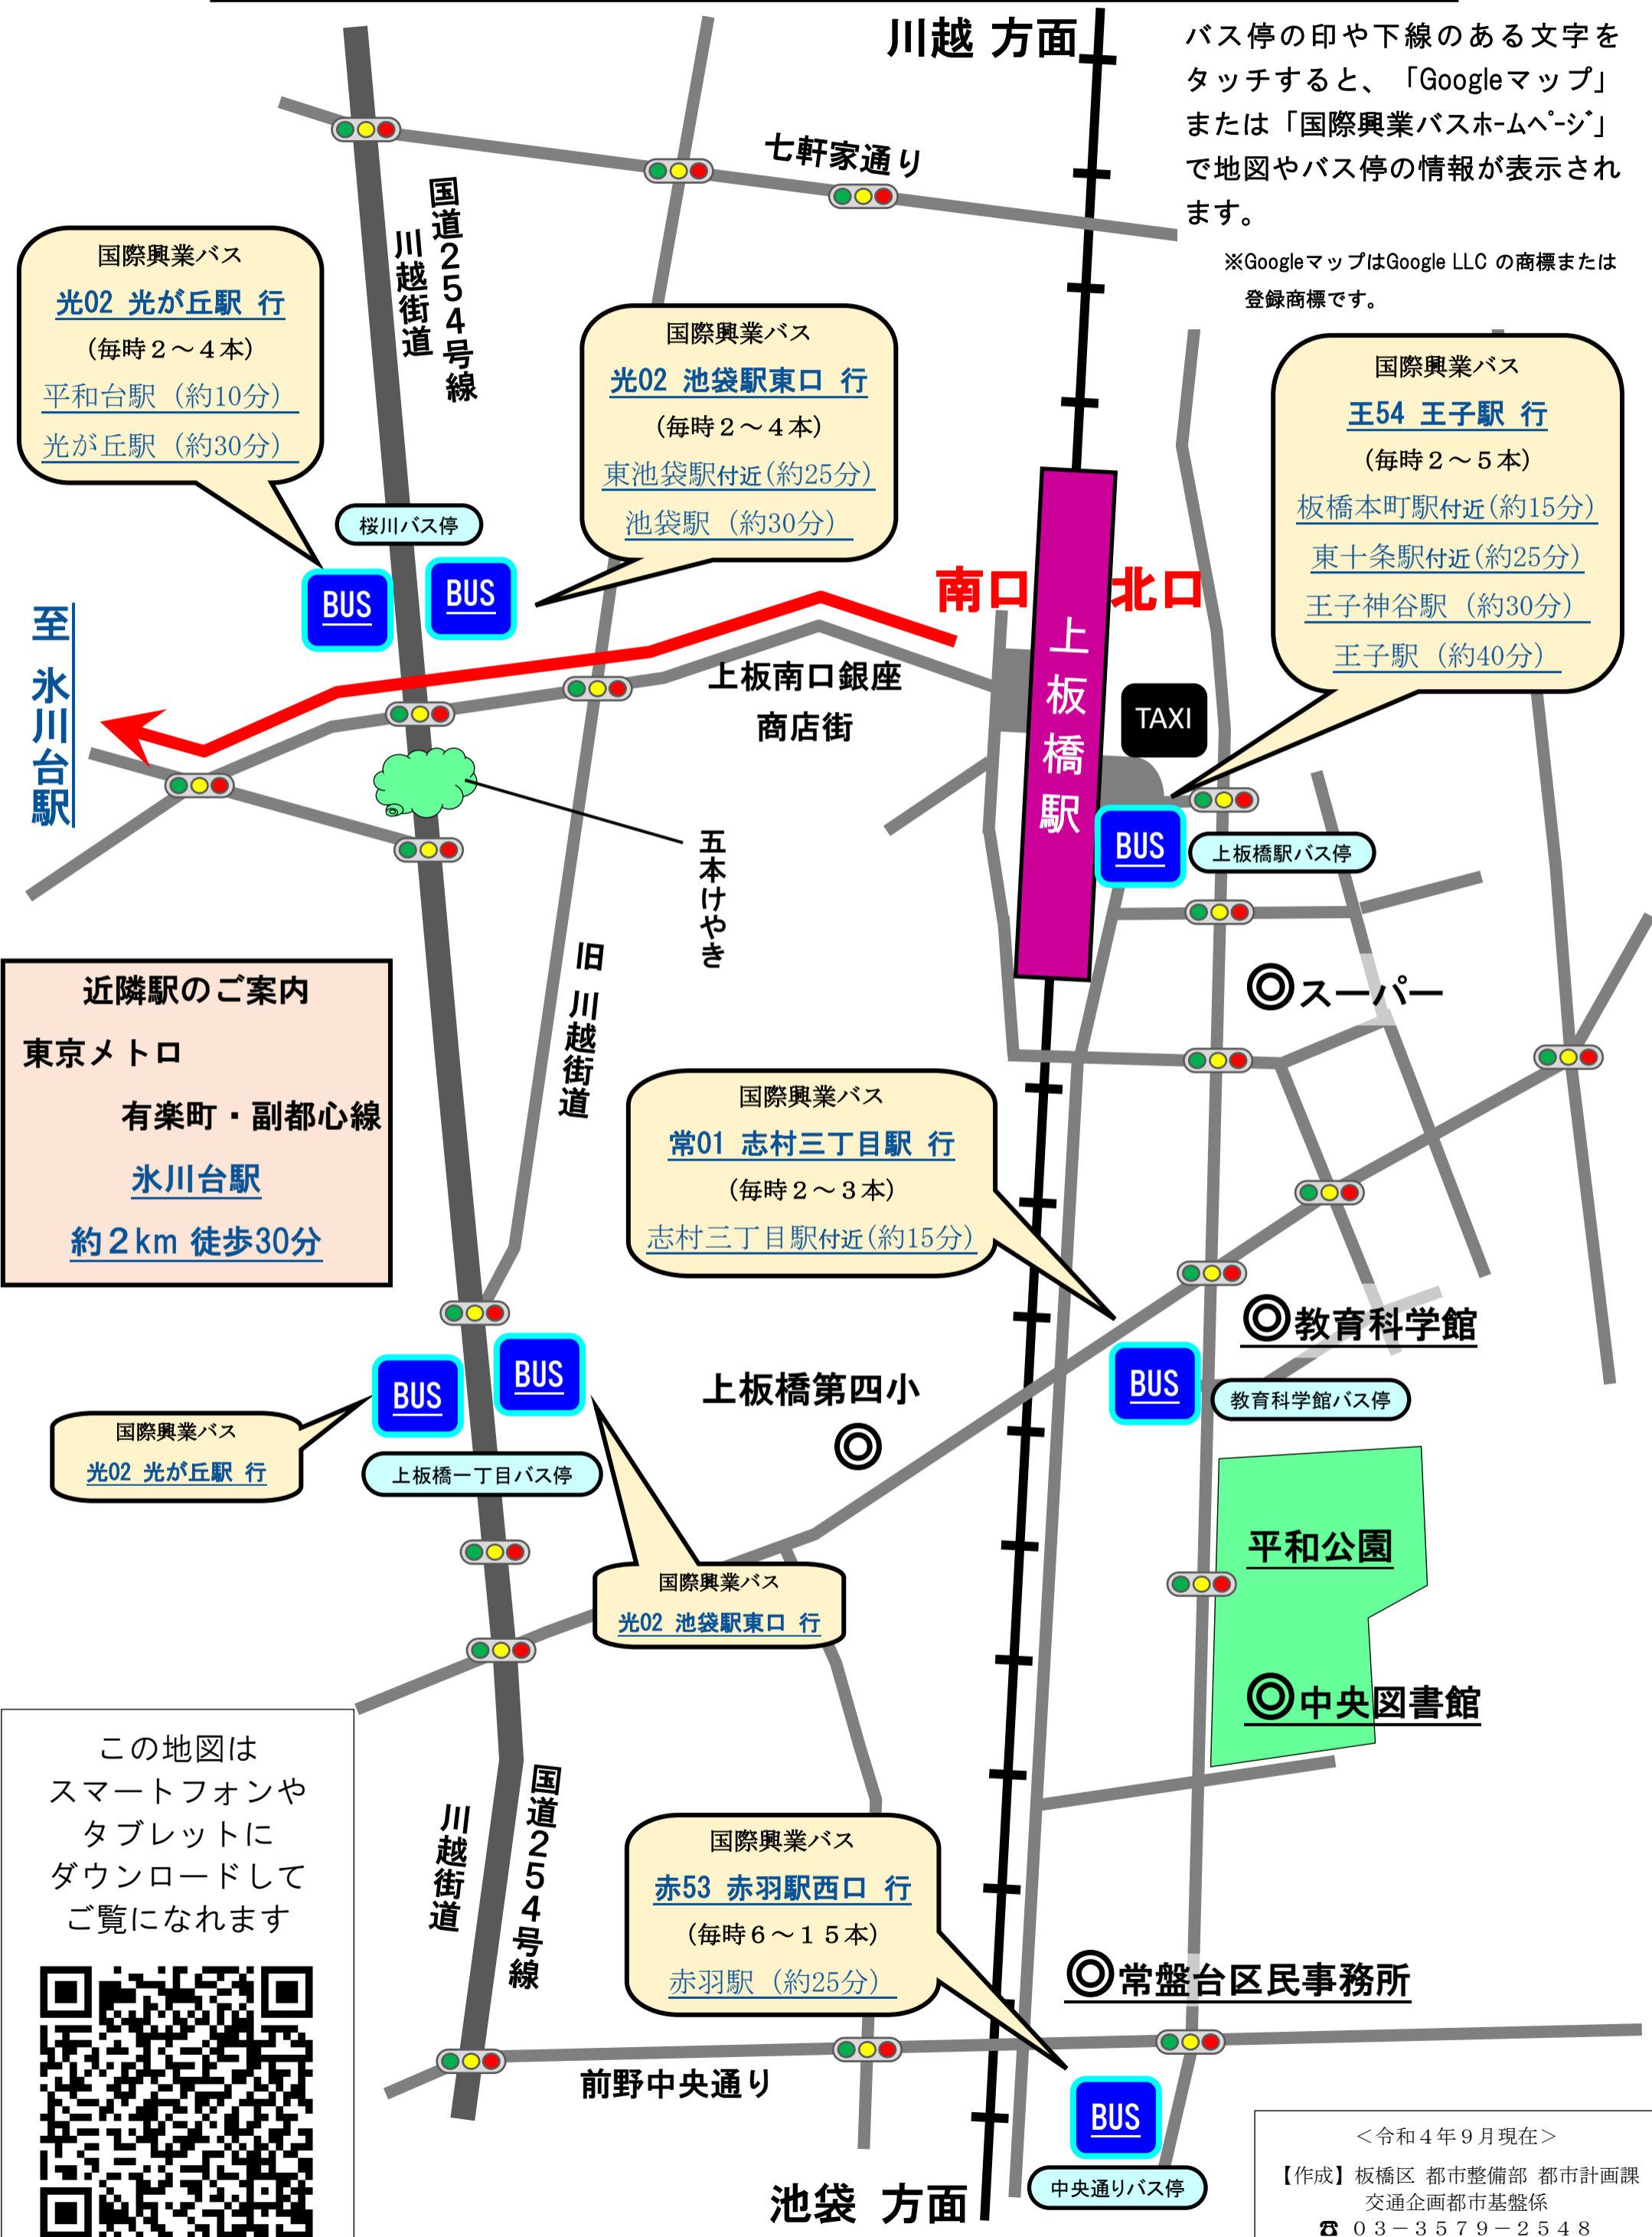 川越 方面
バス停の印や下線のある文字を
タッチすると、「Googleマップ」
または「国際興業バスホームページ」
で地図やバス停の情報が表示され
ます。
※GoogleマップはGoogle LLC の商標または
登録商標です。
七軒家通り
国道254号線
川越街道
国際興業バス
光02 光が丘駅 行
(毎時2~4本)
平和台駅(約10分)
光が丘駅(約30分)
国際興業バス
光02 池袋駅東口 行
(毎時2~4本)
東池袋駅付近(約25分)
池袋駅(約30分)
国際興業バス
王54 王子駅 行
(毎時2~5本)
板橋本町駅付近(約15分)
東十条駅付近(約25分)
王子神谷駅(約30分)
王子駅(約40分)
桜川バス停
BUS
BUS
南口
北口
上板橋駅
至 氷川台駅
上板南口銀座
商店街
TAXI
BUS
上板橋駅バス停
五本けやき
旧 川越街道
スーパー
近隣駅のご案内
東京メトロ
有楽町・副都心線
氷川台駅
約2km 徒歩30分
国際興業バス
常01 志村三丁目駅 行
(毎時2~3本)
志村三丁目駅付近(約15分)
教育科学館
BUS
教育科学館バス停
BUS
BUS
上板橋第四小
国際興業バス
光02 光が丘駅 行
上板橋一丁目バス停
国際興業バス
光02 池袋駅東口 行
平和公園
中央図書館
この地図は
スマートフォンや
タブレットに
ダウンロードして
ご覧になれます
国道254号線
川越街道
国際興業バス
赤53 赤羽駅西口 行
(毎時6~15本)
赤羽駅(約25分)
常盤台区民事務所
前野中央通り
BUS
中央通りバス停
池袋 方面
<令和4年9月現在>
【作成】板橋区 都市整備部 都市計画課
交通企画都市基盤係
☎ 03-3579-2548